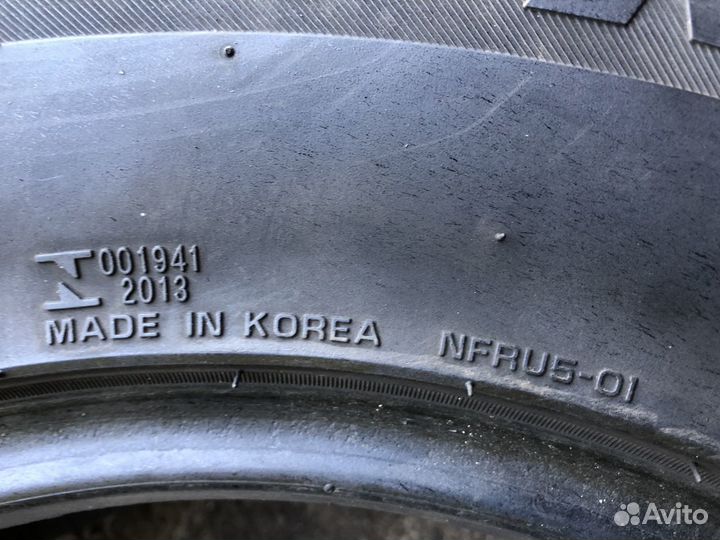 001941
2013
MADE IN KOREA
NFRU5-01
Avito